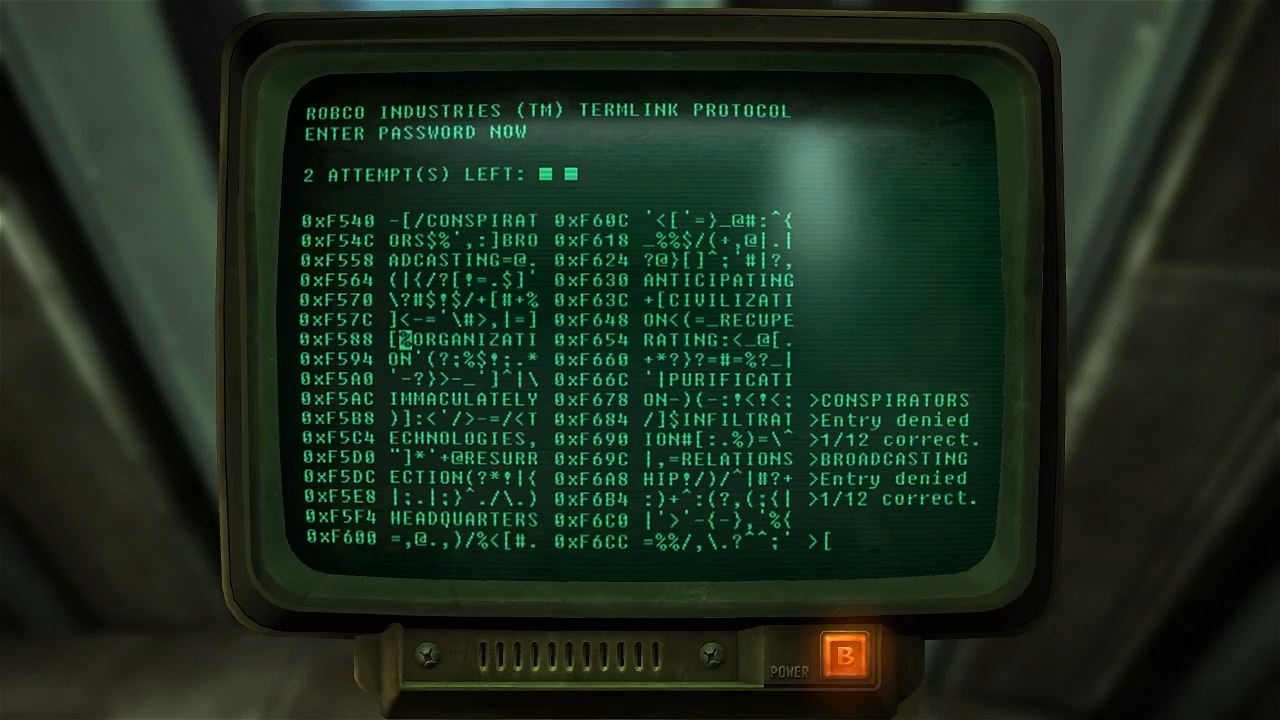 ROBCO INDUSTRIES (TM) TERMLINK PROTOCOL
ENTER PASSWORD NOW
2 ATTEMPT(S) LEFT:
0xF540 -[/CONSPIRAT 0xF60C '<['=}_@#:^{
0xF54C ORS$%',:]BRO 0xF618 _%%$/(+,@|.|
0xF558 ADCASTING=@. 0xF624 ?@}[]^;'#|?,
0xF564 (|{/?[!=.$]' 0xF630 ANTICIPATING
0xF570 \?#$!$/+[#+% 0xF63C +[CIVILIZATI
0xF57C ]<-='\#>,|=] 0xF648 ON<(=_RECUPE
0xF588 [%ORGANIZATI 0xF654 RATING:<_@[.
0xF594 ON'(?;%$!;.* 0xF660 +*?}?=#=%?_|
0xF5A0 '-?}>-_']^|\ 0xF66C '|PURIFICATI
0xF5AC IMMACULATELY 0xF678 ON-)(-:!<!<; >CONSPIRATORS
0xF5B8 )]:<'/>-=/<T 0xF684 /]$INFILTRAT >Entry denied
0xF5C4 ECHNOLOGIES, 0xF690 ION#[:.%)=\^ >1/12 correct.
0xF5D0 "]*'+@RESURR 0xF69C |,=RELATIONS >BROADCASTING
0xF5DC ECTION(?*!|{ 0xF6A8 HIP!/)/^|#?+ >Entry denied
0xF5E8 |;.|;}^./\.) 0xF6B4 :)+^:(?,(;{| >1/12 correct.
0xF5F4 HEADQUARTERS 0xF6C0 |'>'-{-},'%{
0xF600 =,@.,)/%<[#. 0xF6CC =%%/,\.?^^;' >[
POWER
B